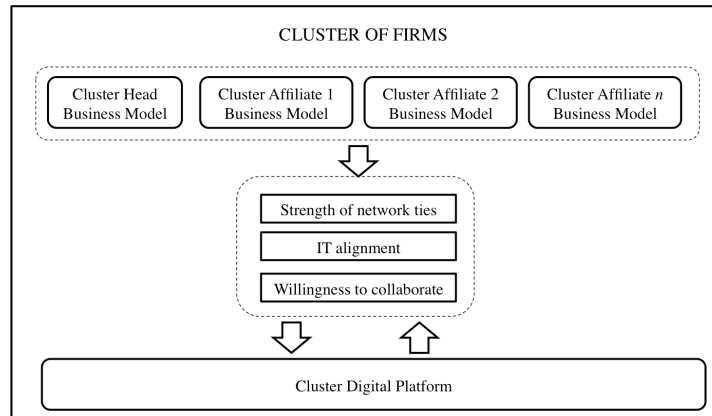 CLUSTER OF FIRMS
Cluster Head
Business Model
Cluster Affiliate 1
Business Model
Cluster Affiliate 2
Business Model
Cluster Affiliate n
Business Model
Strength of network ties
IT alignment
Willingness to collaborate
Cluster Digital Platform